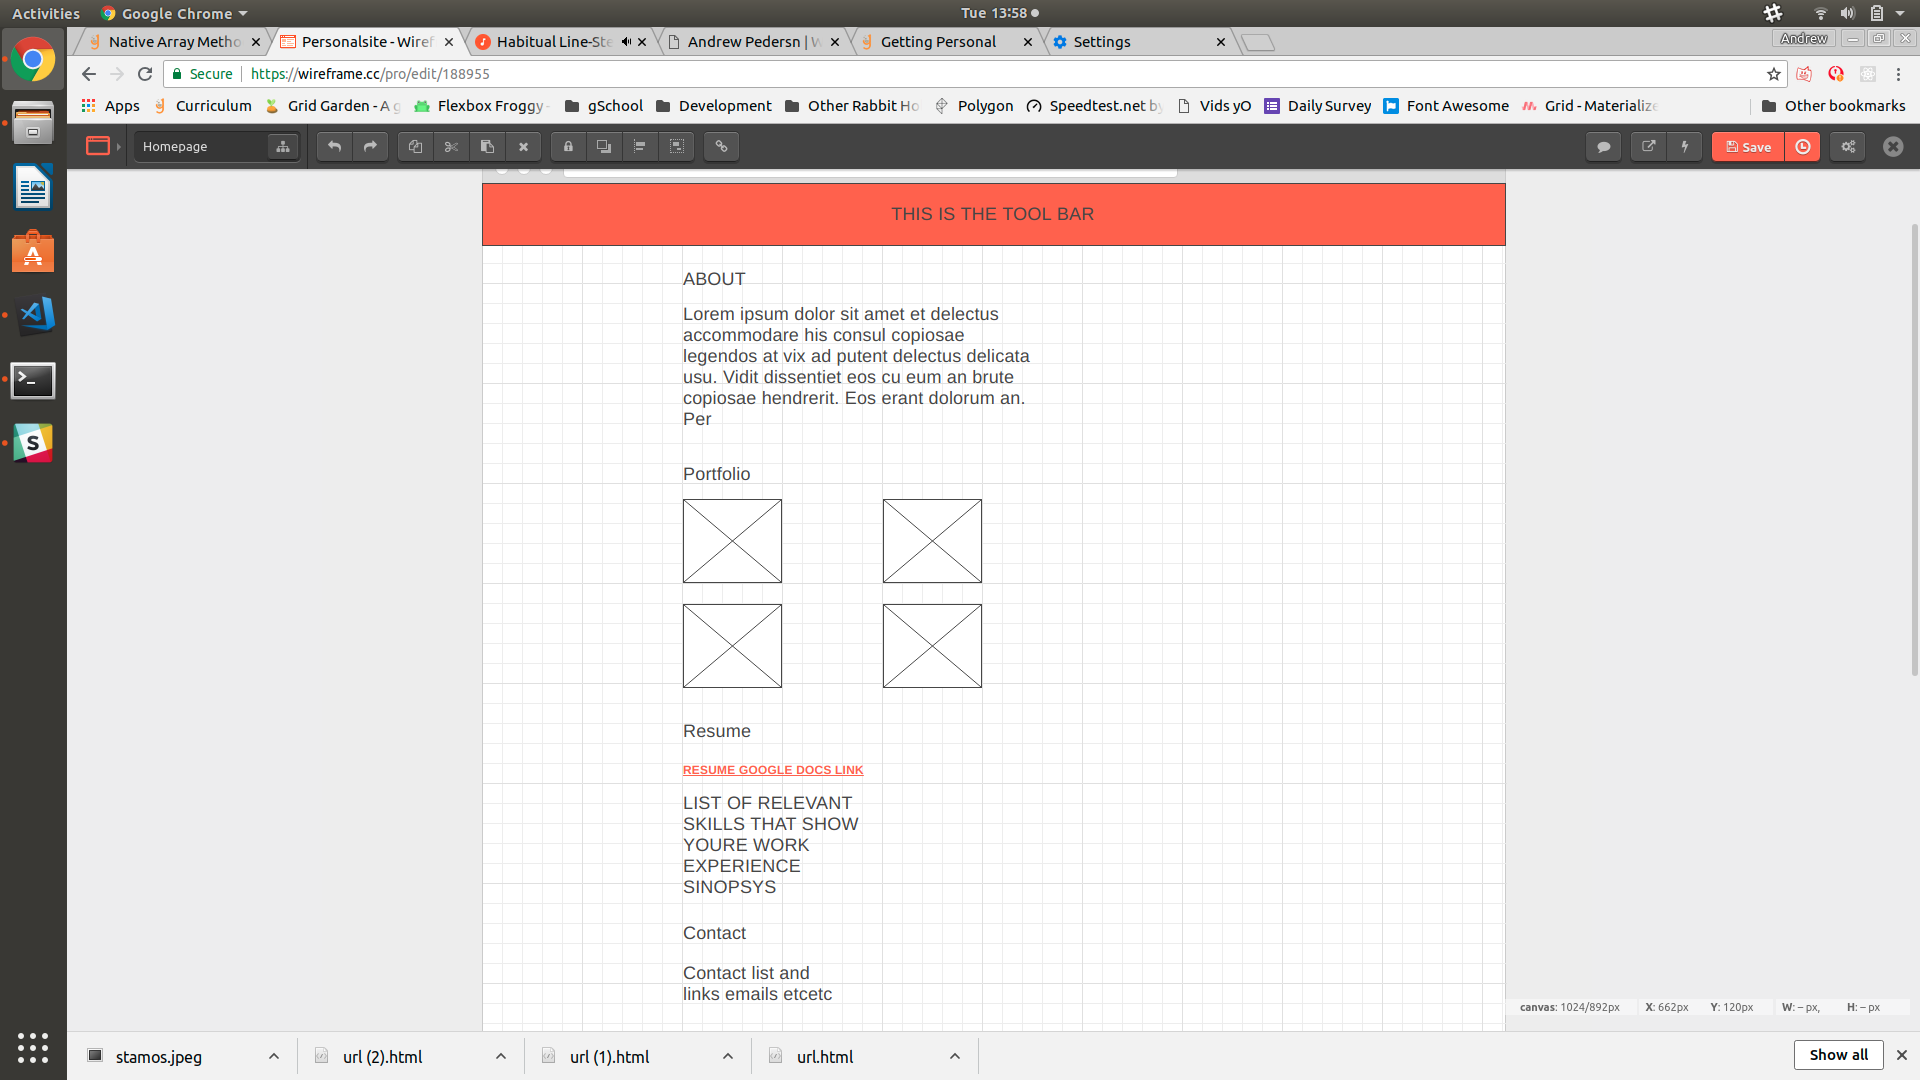 Activities Google Chrome Tue 13:58
Native Array Metho Personalsite - Wiref Habitual Line-Ste Andrew Pedersn | W Getting Personal Settings Andrew
Secure https://wireframe.cc/pro/edit/188955
Apps Curriculum Grid Garden - A g Flexbox Froggy - gSchool Development Other Rabbit Ho Polygon Speedtest.net by Vids yO Daily Survey Font Awesome Grid - Materialize Other bookmarks
Homepage Save
THIS IS THE TOOL BAR
ABOUT
Lorem ipsum dolor sit amet et delectus
accommodare his consul copiosae
legendos at vix ad putent delectus delicata
usu. Vidit dissentiet eos cu eum an brute
copiosae hendrerit. Eos erant dolorum an.
Per
Portfolio
Resume
RESUME GOOGLE DOCS LINK
LIST OF RELEVANT
SKILLS THAT SHOW
YOURE WORK
EXPERIENCE
SINOPSYS
Contact
Contact list and
links emails etcetc
canvas: 1024/892px X: 662px Y: 120px W: – px, H: – px
stamos.jpeg url (2).html url (1).html url.html Show all